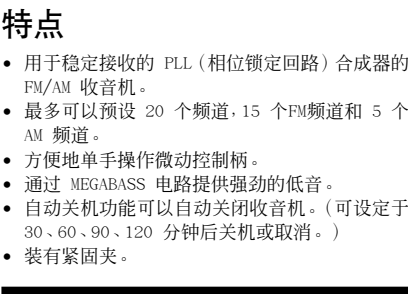 特点
• 用于稳定接收的 PLL（相位锁定回路）合成器的
FM/AM 收音机。
• 最多可以预设 20 个频道，15 个FM频道和 5 个
AM 频道。
• 方便地单手操作微动控制柄。
• 通过 MEGABASS 电路提供强劲的低音。
• 自动关机功能可以自动关闭收音机。（可设定于
30、60、90、120 分钟后关机或取消。）
• 装有紧固夹。